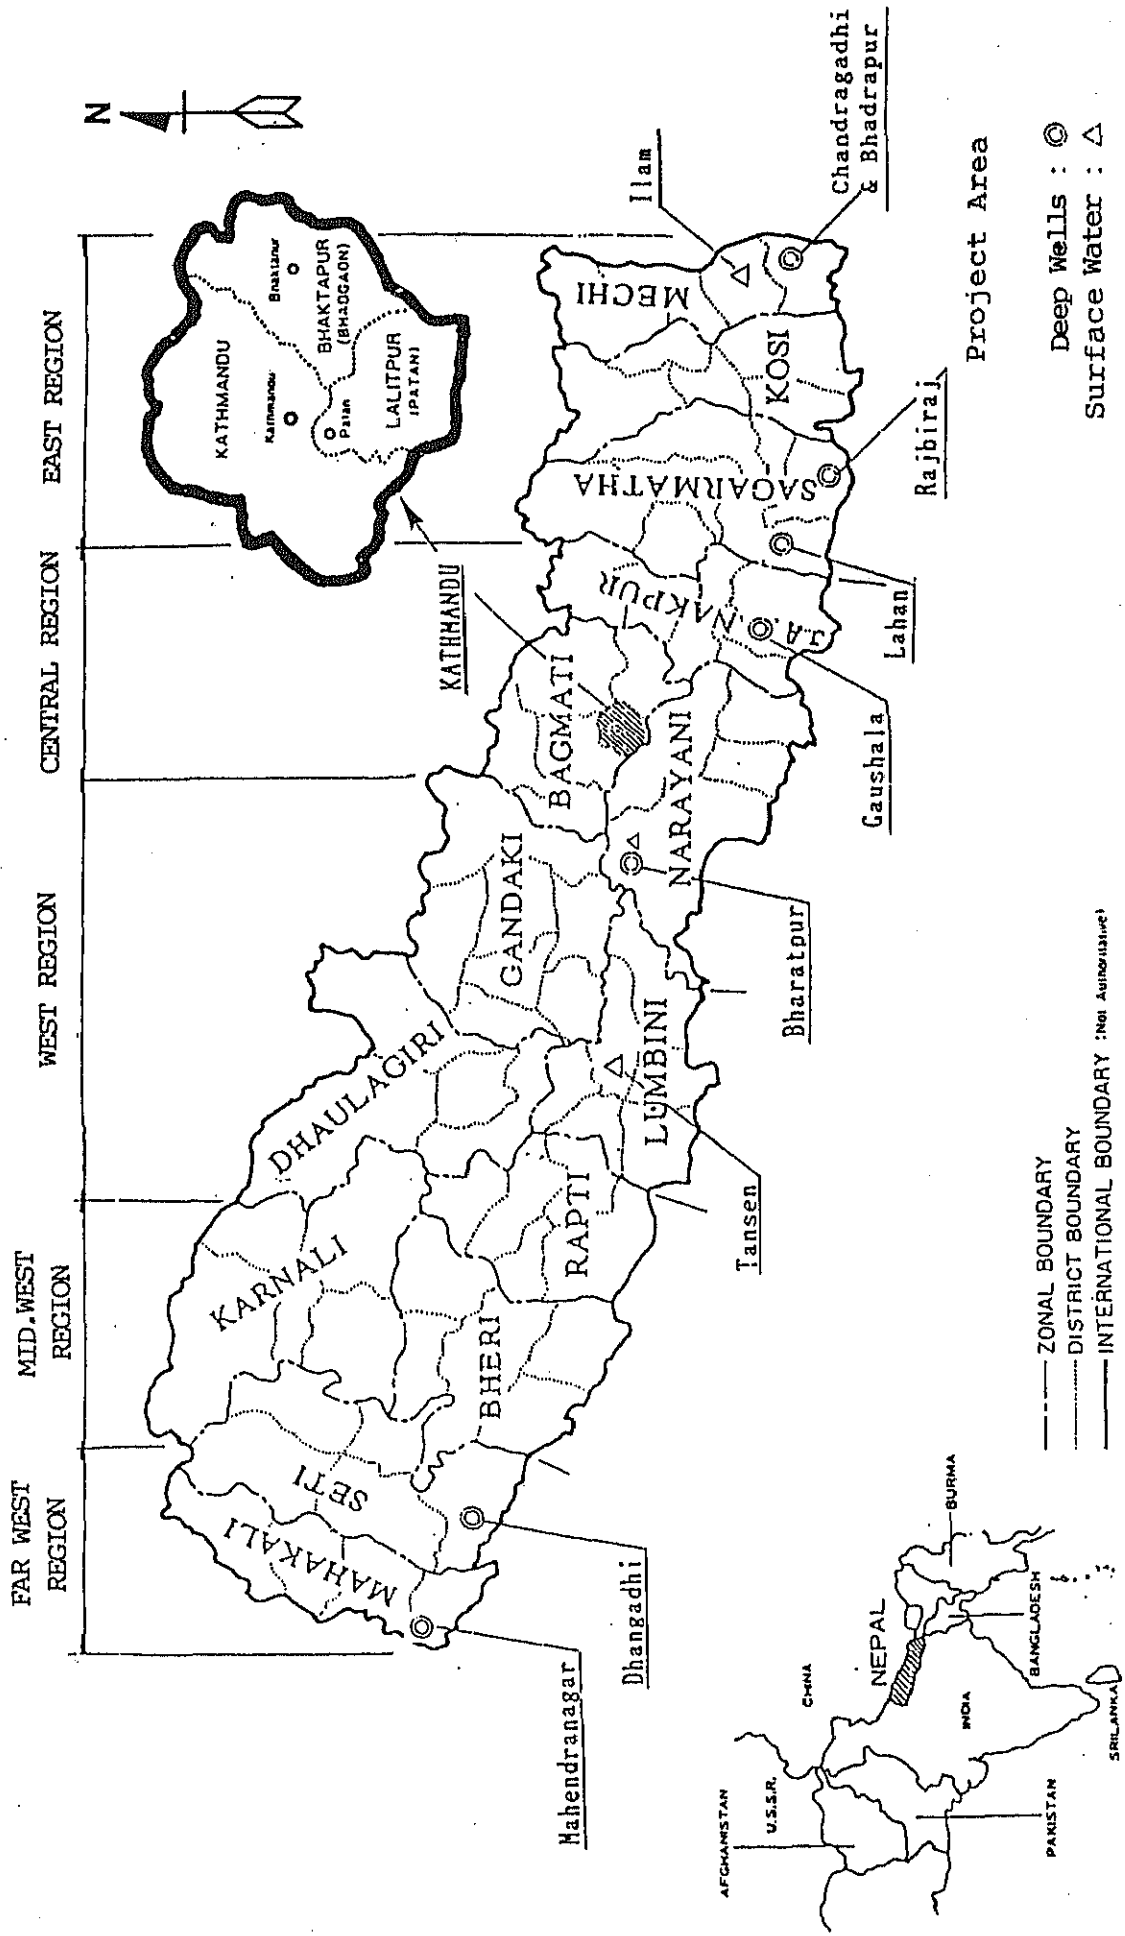 FAR WEST
REGION
MID.WEST
REGION
WEST REGION
CENTRAL REGION
EAST REGION
N
KATHMANDU
Kathmandu
Patan
LALITPUR
(PATAN)
BHAKTAPUR
(BHADGAON)
KATHMANDU
MAHAKALI
SETI
KARNALI
BHERI
DHAULAGIRI
RAPTI
GANDAKI
LUMBINI
BAGMATI
NARAYANI
J.A.NAKPUR
SAGARMATHA
KOSI
MECHI
Ilam
Chandragadhi
& Bhadrapur
Rajbiraj
Lahan
Gaushala
Bharatpur
Tansen
Dhangadhi
Mahendranagar
Project Area
Deep Wells :
Surface Water :
ZONAL BOUNDARY
DISTRICT BOUNDARY
INTERNATIONAL BOUNDARY :(Not Authoritative)
AFGHANISTAN
U.S.S.R.
CHINA
NEPAL
INDIA
PAKISTAN
BURMA
BANGLADESH
SRILANKA